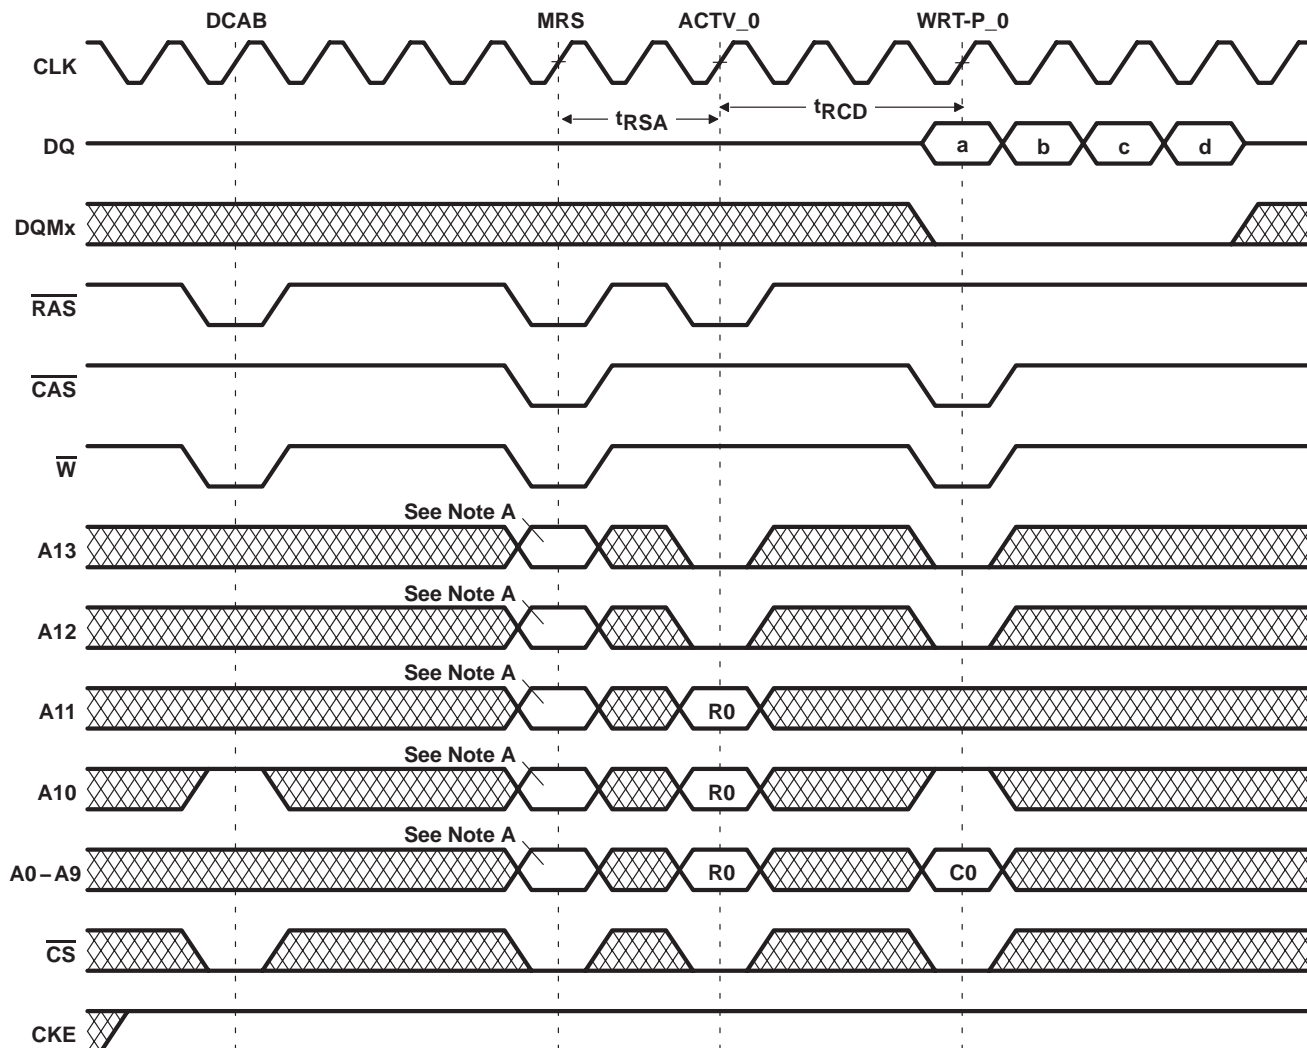 DCAB MRS ACTV_0 WRT-P_0
CLK
tRSA tRCD
DQ a b c d
DQMx
RAS
CAS
W
See Note A
A13
See Note A
A12
See Note A
A11 R0
See Note A
A10 R0
See Note A
A0–A9 R0 C0
CS
CKE